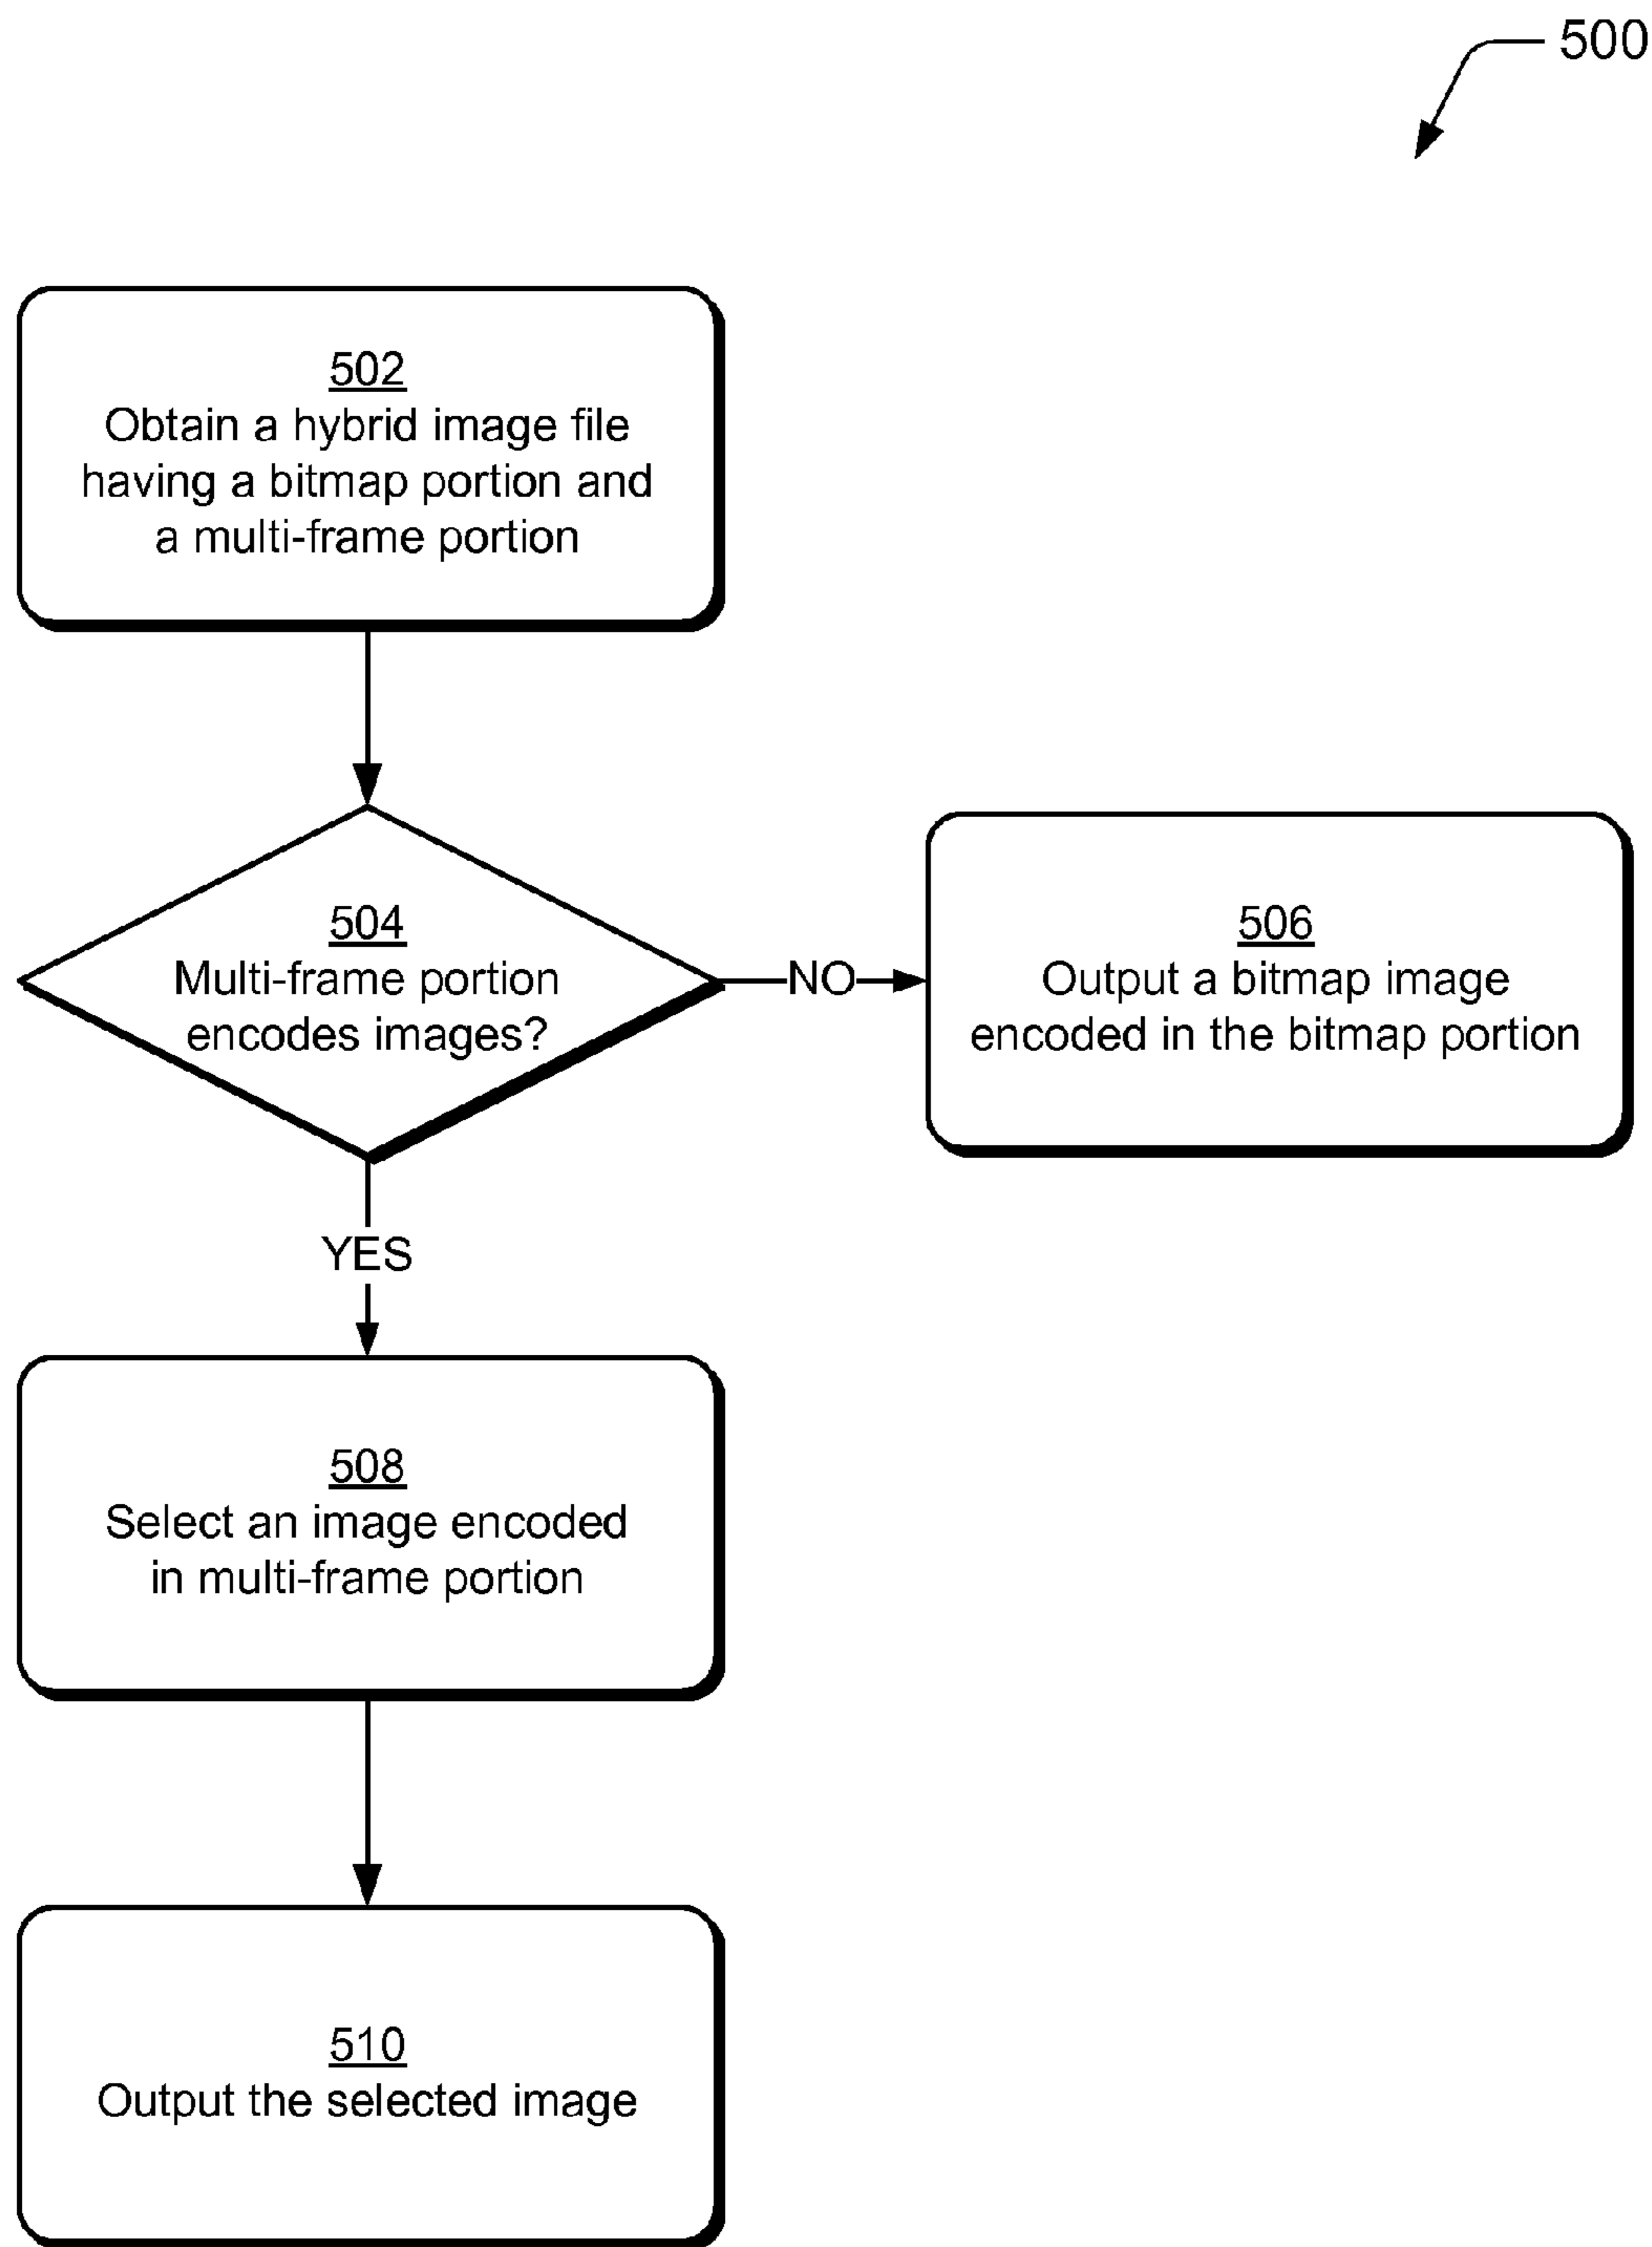 500
502
Obtain a hybrid image file
having a bitmap portion and
a multi-frame portion
504
Multi-frame portion
encodes images?
NO
506
Output a bitmap image
encoded in the bitmap portion
YES
508
Select an image encoded
in multi-frame portion
510
Output the selected image